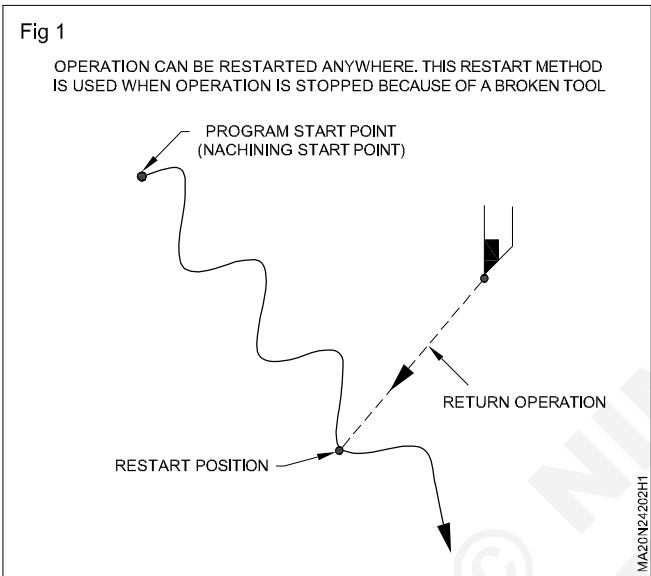 Fig 1
OPERATION CAN BE RESTARTED ANYWHERE. THIS RESTART METHOD
IS USED WHEN OPERATION IS STOPPED BECAUSE OF A BROKEN TOOL
PROGRAM START POINT
(NACHINING START POINT)
RETURN OPERATION
RESTART POSITION
MA20N24202H1
© NI